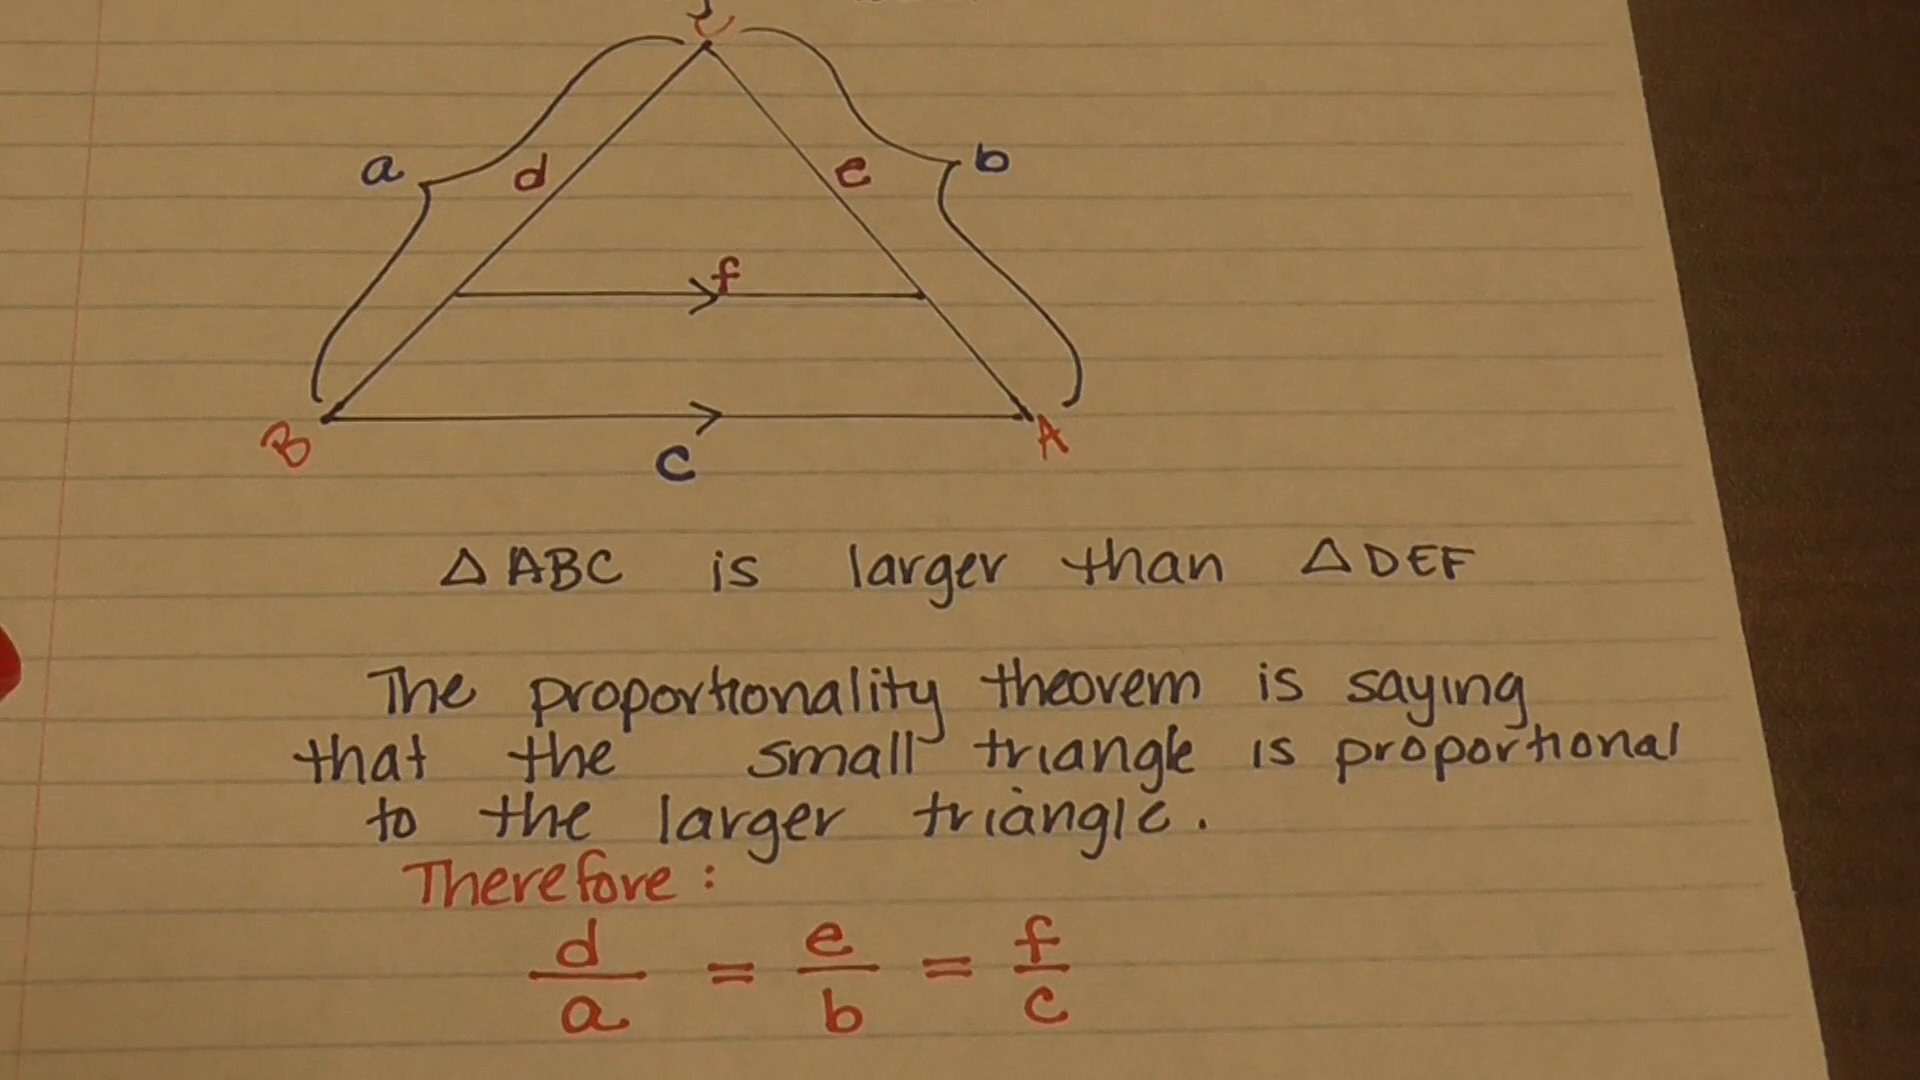 C
a
d
e
b
f
B
A
c
△ ABC is larger than △ DEF
The proportionality theorem is saying
that the small triangle is proportional
to the larger triangle.
Therefore:
d/a = e/b = f/c